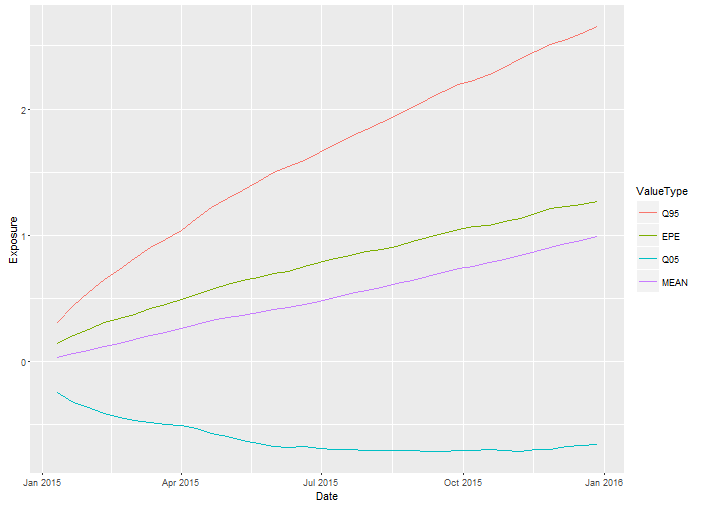 Exposure
2
1
0
Jan 2015
Apr 2015
Jul 2015
Oct 2015
Jan 2016
Date
ValueType
Q95
EPE
Q05
MEAN